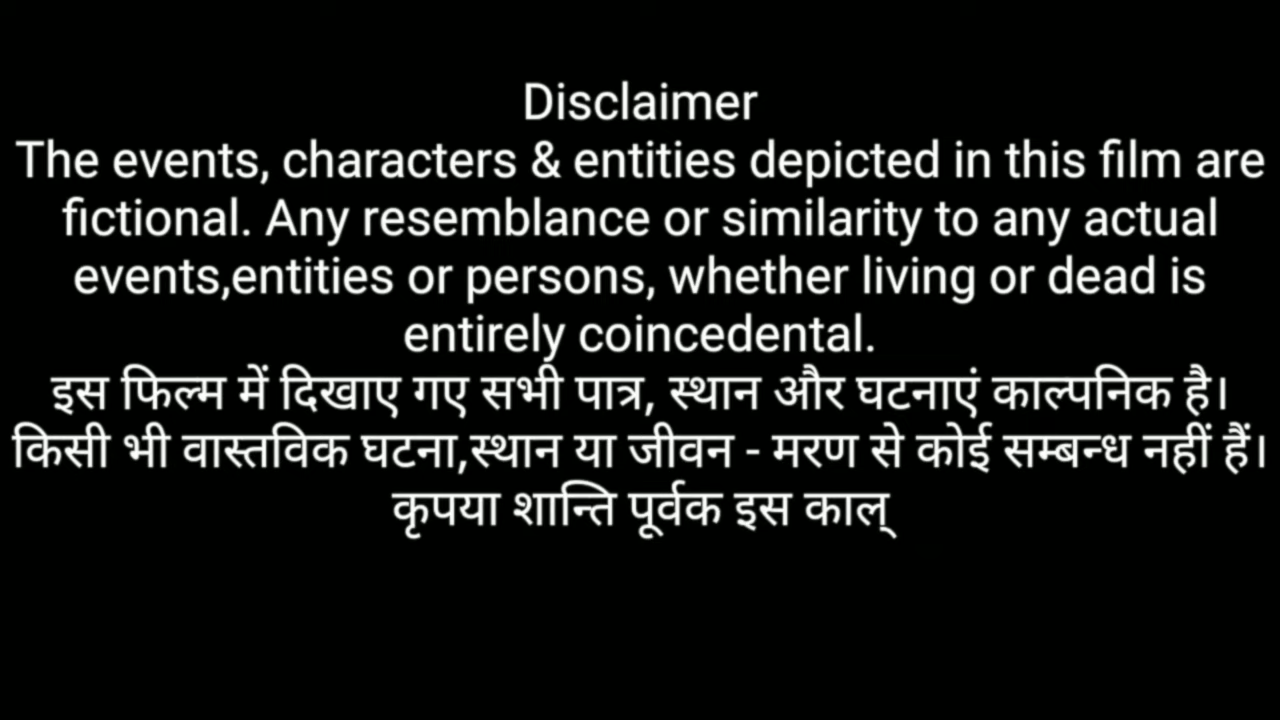 Disclaimer
The events, characters & entities depicted in this film are
fictional. Any resemblance or similarity to any actual
events,entities or persons, whether living or dead is
entirely coincedental.
इस फिल्म में दिखाए गए सभी पात्र, स्थान और घटनाएं काल्पनिक है।
किसी भी वास्तविक घटना,स्थान या जीवन - मरण से कोई सम्बन्ध नहीं हैं।
कृपया शान्ति पूर्वक इस काल्